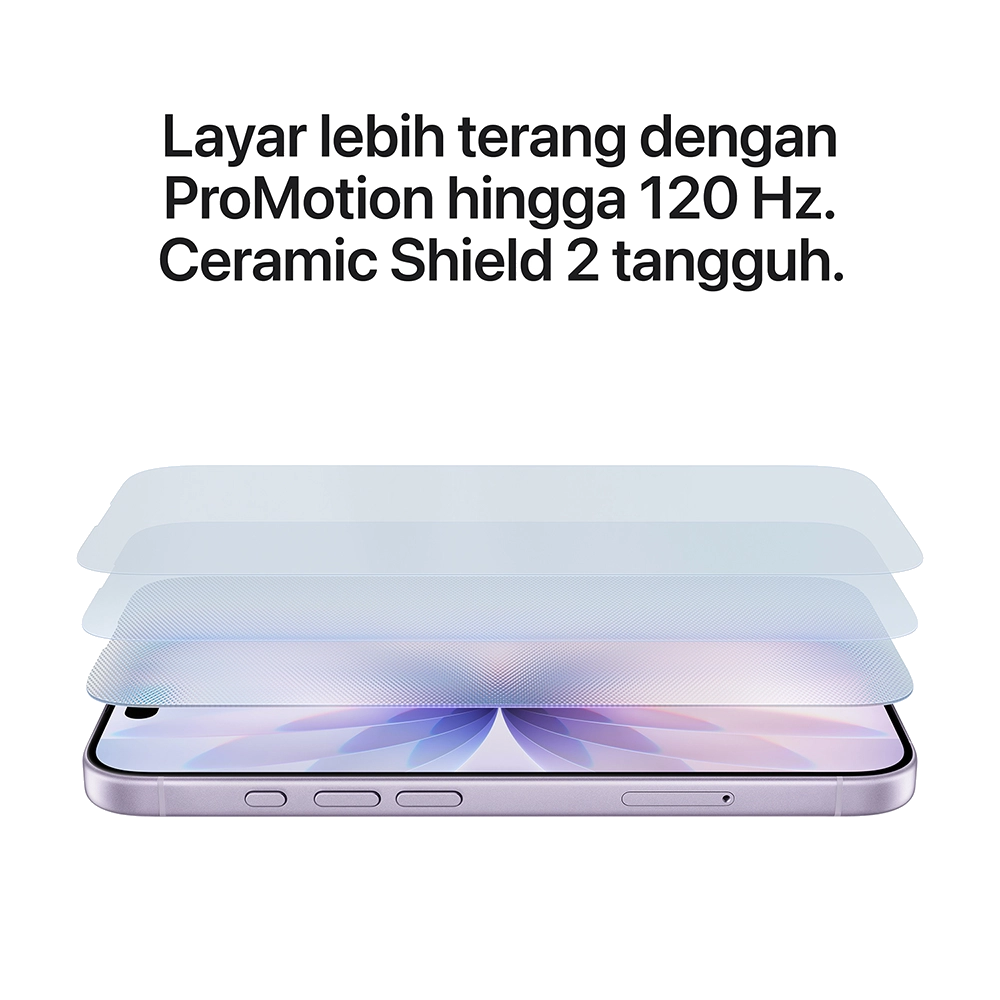 Layar lebih terang dengan
ProMotion hingga 120 Hz.
Ceramic Shield 2 tangguh.